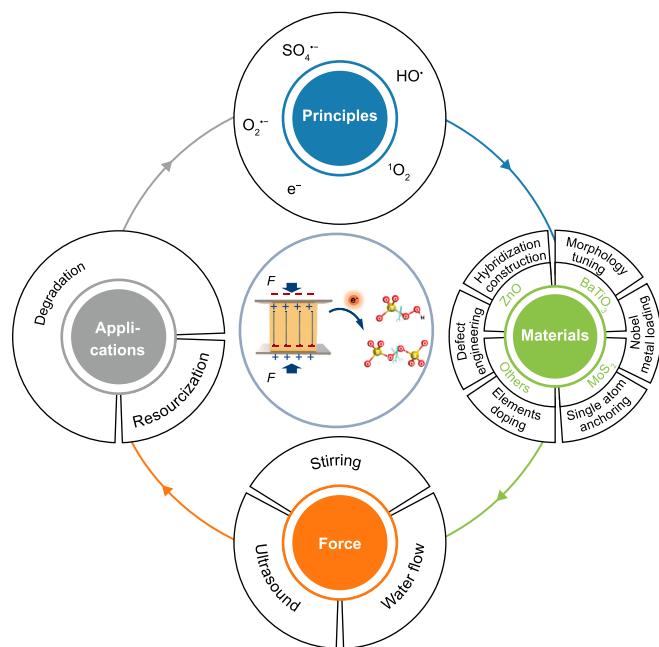 SO₄•−
HO•
Principles
O₂•−
¹O₂
e⁻
Hybridization
construction
Morphology
tuning
ZnO
BaTiO₃
Defect
engineering
Materials
Nobel
metal loading
Others
MoS₂
Elements
doping
Single atom
anchoring
Degradation
Appli-
cations
Resourcization
F
e⁻
H
F
Stirring
Force
Ultrasound
Water flow